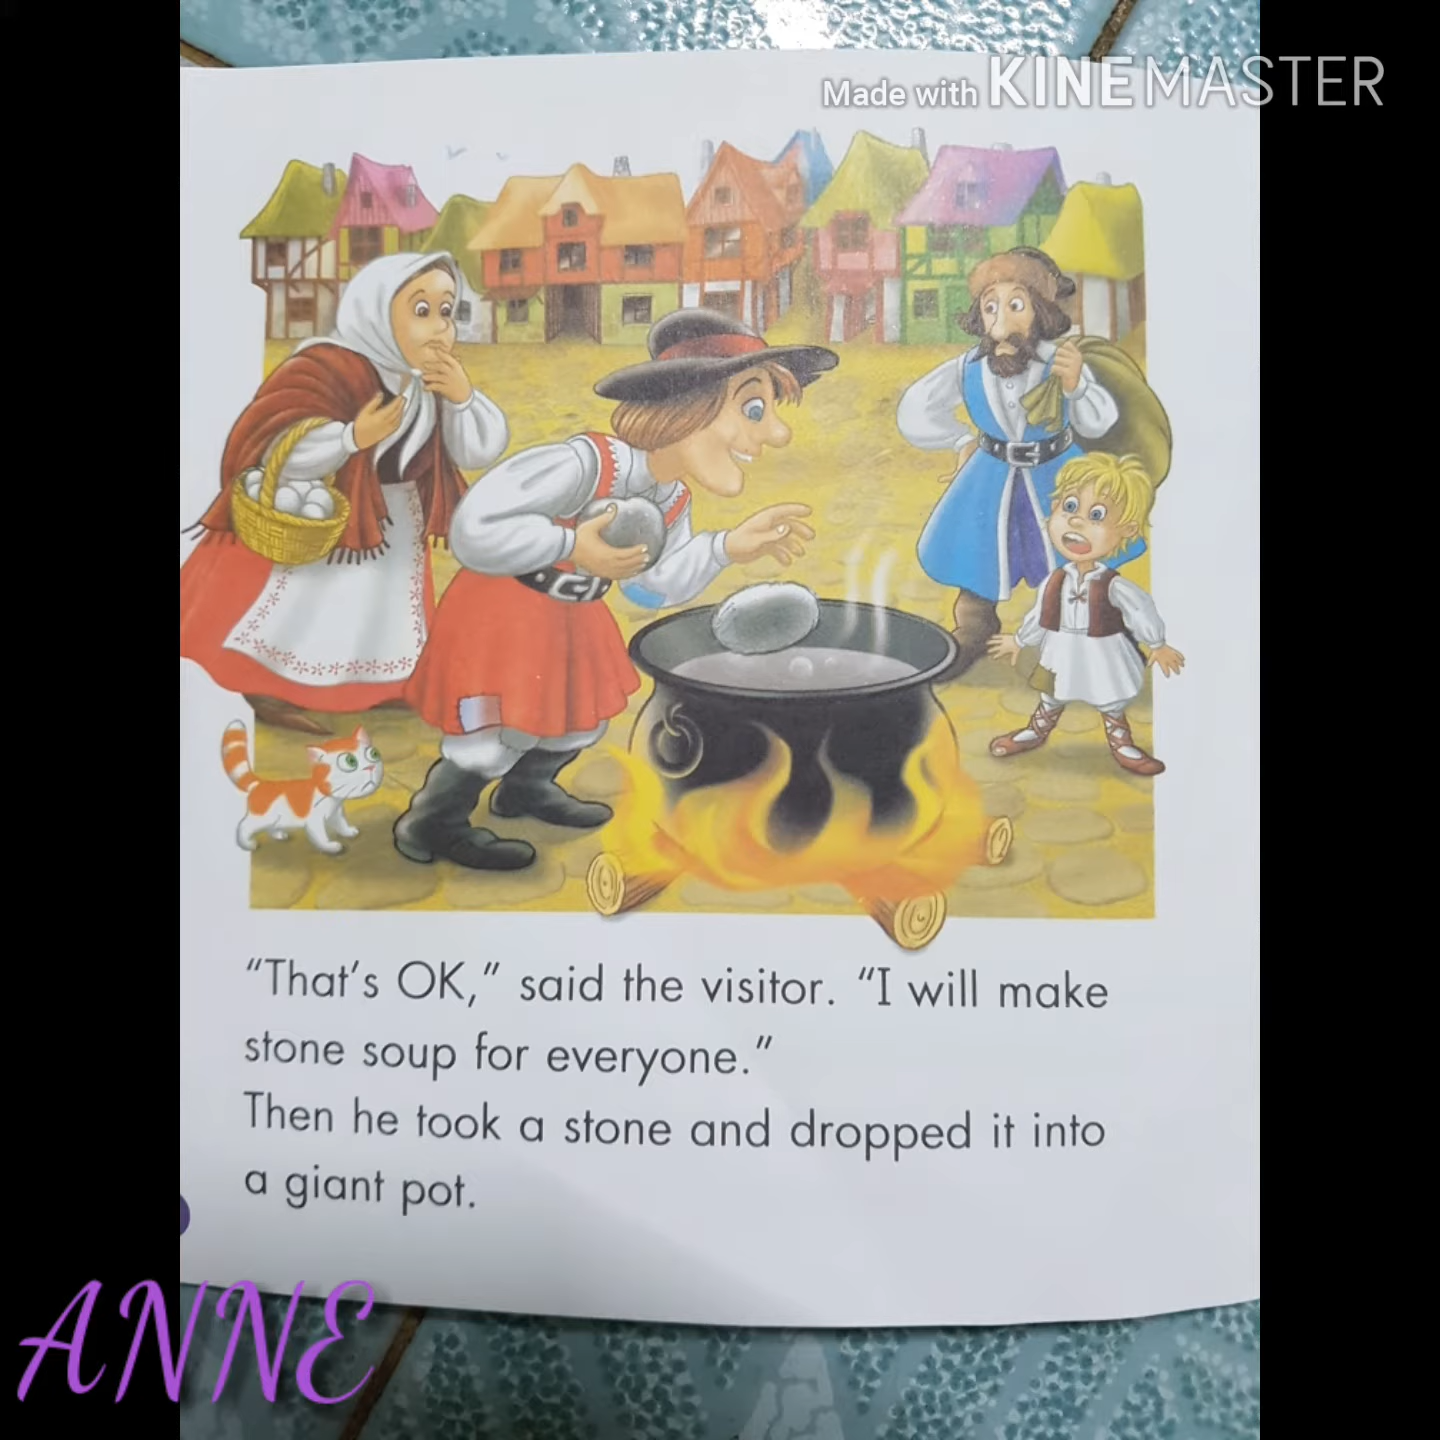 Made with KINEMASTER
“That's OK,” said the visitor. “I will make
stone soup for everyone.”
Then he took a stone and dropped it into
a giant pot.
ANNE